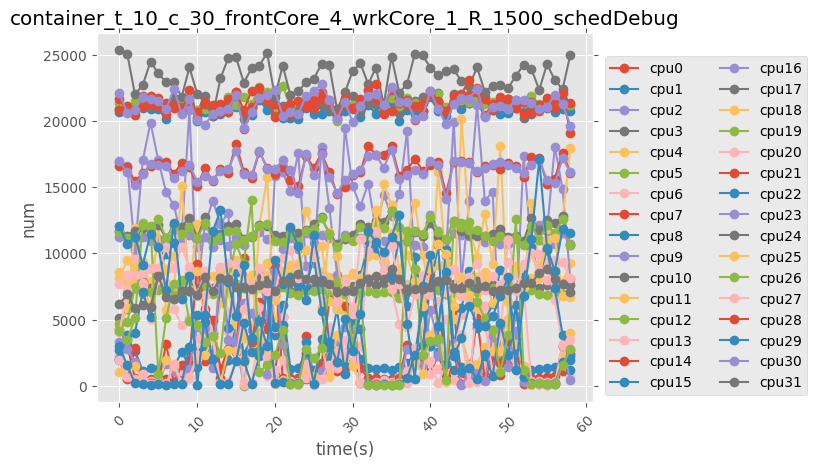 container_t_10_c_30_frontCore_4_wrkCore_1_R_1500_schedDebug
25000
20000
15000
10000
5000
0
num
0
10
20
30
40
50
60
time(s)
cpu0
cpu1
cpu2
cpu3
cpu4
cpu5
cpu6
cpu7
cpu8
cpu9
cpu10
cpu11
cpu12
cpu13
cpu14
cpu15
cpu16
cpu17
cpu18
cpu19
cpu20
cpu21
cpu22
cpu23
cpu24
cpu25
cpu26
cpu27
cpu28
cpu29
cpu30
cpu31